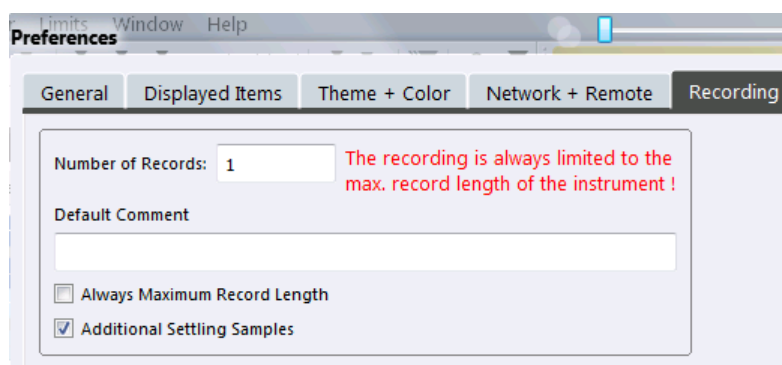 Limits Window Help
Preferences
General Displayed Items Theme + Color Network + Remote Recording
Number of Records: 1
The recording is always limited to the
max. record length of the instrument !
Default Comment
Always Maximum Record Length
Additional Settling Samples